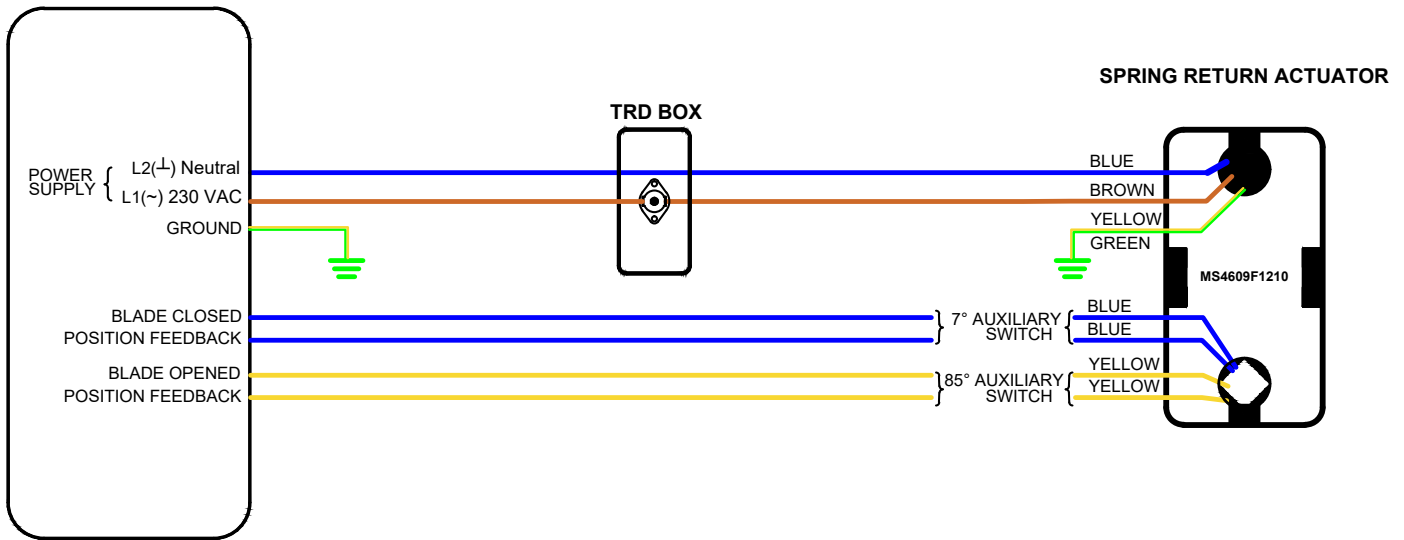 SPRING RETURN ACTUATOR
TRD BOX
POWER
SUPPLY
L2(┴) Neutral
L1(~) 230 VAC
GROUND
BLUE
BROWN
YELLOW
GREEN
MS4609F1210
BLADE CLOSED
POSITION FEEDBACK
7° AUXILIARY
SWITCH
BLUE
BLUE
BLADE OPENED
POSITION FEEDBACK
85° AUXILIARY
SWITCH
YELLOW
YELLOW